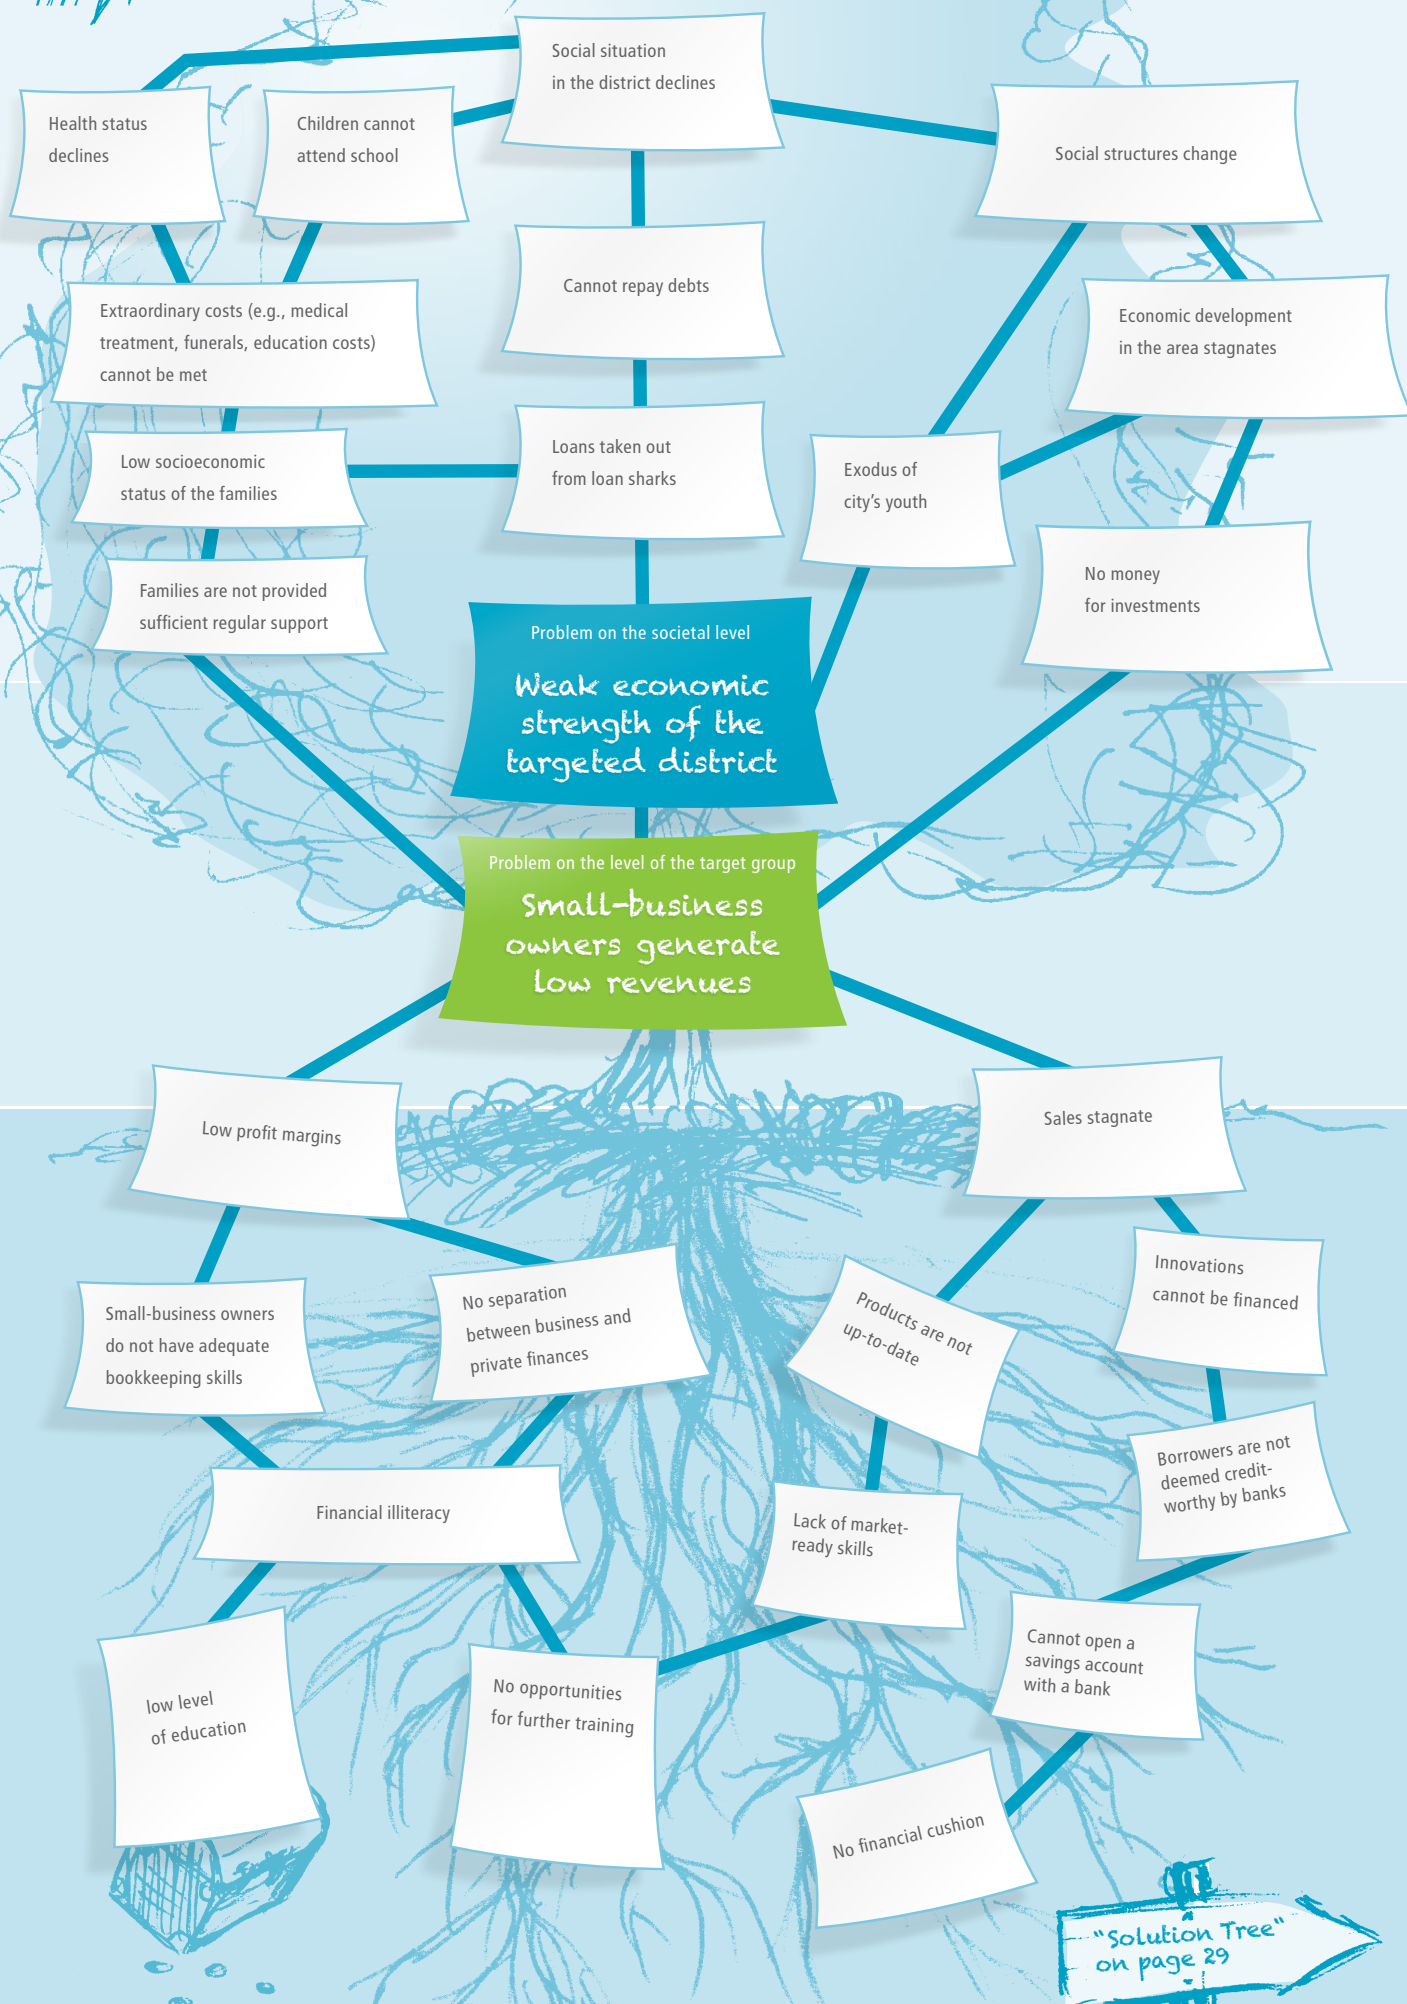 Social situation
in the district declines
Health status
declines
Children cannot
attend school
Social structures change
Cannot repay debts
Extraordinary costs (e.g., medical
treatment, funerals, education costs)
cannot be met
Economic development
in the area stagnates
Low socioeconomic
status of the families
Loans taken out
from loan sharks
Exodus of
city's youth
No money
for investments
Families are not provided
sufficient regular support
Problem on the societal level
Weak economic
strength of the
targeted district
Problem on the level of the target group
Small-business
owners generate
low revenues
Low profit margins
Sales stagnate
Small-business owners
do not have adequate
bookkeeping skills
No separation
between business and
private finances
Products are not
up-to-date
Innovations
cannot be financed
Borrowers are not
deemed credit-
worthy by banks
Financial illiteracy
Lack of market-
ready skills
Cannot open a
savings account
with a bank
low level
of education
No opportunities
for further training
No financial cushion
"Solution Tree"
on page 29